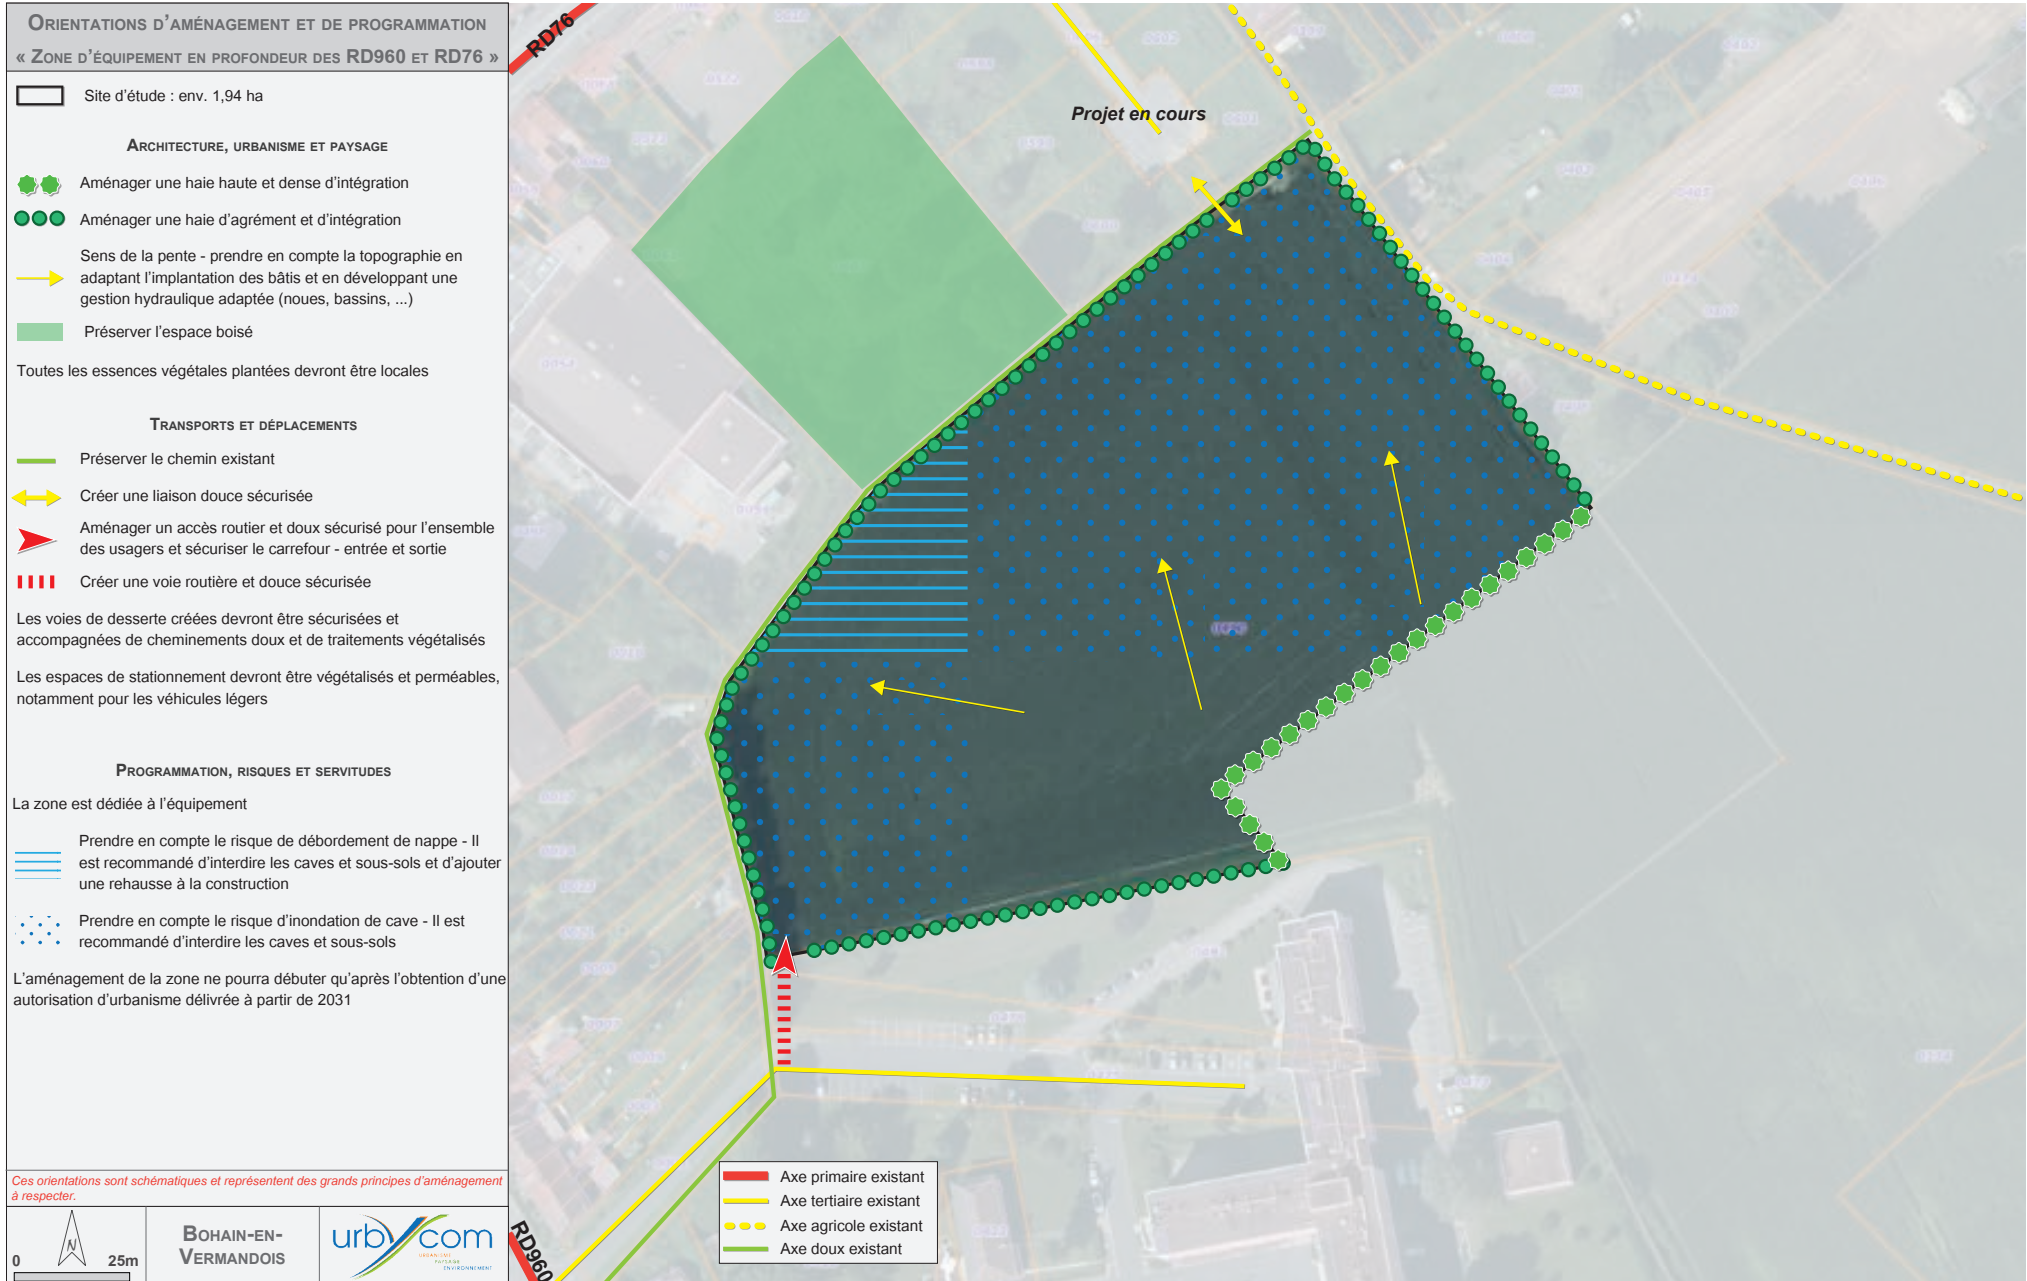 ORIENTATIONS D'AMÉNAGEMENT ET DE PROGRAMMATION
« ZONE D'ÉQUIPEMENT EN PROFONDEUR DES RD960 ET RD76 »
Site d'étude : env. 1,94 ha
ARCHITECTURE, URBANISME ET PAYSAGE
Aménager une haie haute et dense d'intégration
Aménager une haie d'agrément et d'intégration
Sens de la pente - prendre en compte la topographie en
adaptant l'implantation des bâtis et en développant une
gestion hydraulique adaptée (noues, bassins, ...)
Préserver l'espace boisé
Toutes les essences végétales plantées devront être locales
TRANSPORTS ET DÉPLACEMENTS
Préserver le chemin existant
Créer une liaison douce sécurisée
Aménager un accès routier et doux sécurisé pour l'ensemble
des usagers et sécuriser le carrefour - entrée et sortie
Créer une voie routière et douce sécurisée
Les voies de desserte créées devront être sécurisées et
accompagnées de cheminements doux et de traitements végétalisés
Les espaces de stationnement devront être végétalisés et perméables,
notamment pour les véhicules légers
PROGRAMMATION, RISQUES ET SERVITUDES
La zone est dédiée à l'équipement
Prendre en compte le risque de débordement de nappe - Il
est recommandé d'interdire les caves et sous-sols et d'ajouter
une rehausse à la construction
Prendre en compte le risque d'inondation de cave - Il est
recommandé d'interdire les caves et sous-sols
L'aménagement de la zone ne pourra débuter qu'après l'obtention d'une
autorisation d'urbanisme délivrée à partir de 2031
Ces orientations sont schématiques et représentent des grands principes d'aménagement
à respecter.
N
0 25m
BOHAIN-EN-
VERMANDOIS
urbycom
URBANISME
PAYSAGE
ENVIRONNEMENT
RD76
Projet en cours
RD960
Axe primaire existant
Axe tertiaire existant
Axe agricole existant
Axe doux existant